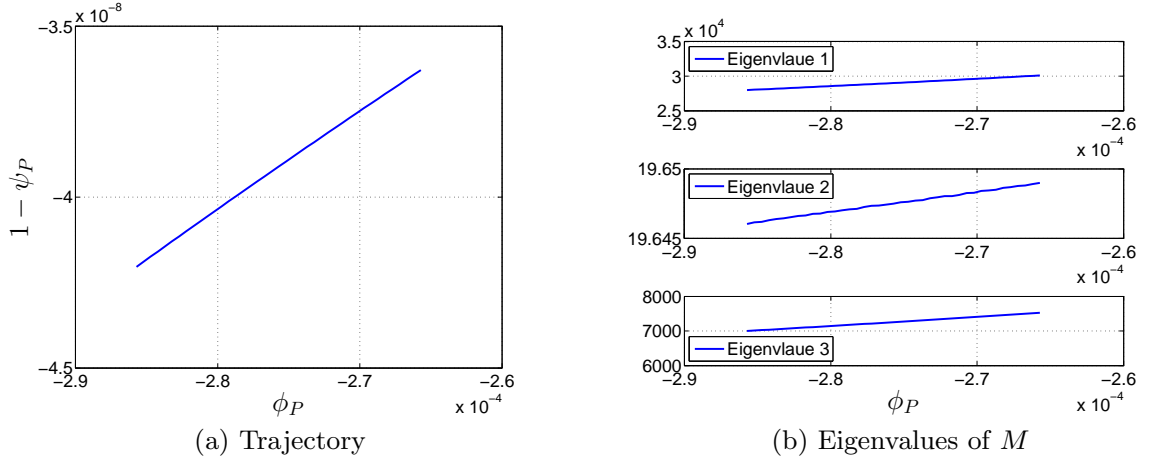 x 10⁻⁸
−3.5
−4
−4.5
1 − ψ_P
−2.9 −2.8 −2.7 −2.6
x 10⁻⁴
ϕ_P
(a) Trajectory
x 10⁴
3.5
3
2.5
Eigenvlaue 1
−2.9 −2.8 −2.7 −2.6
x 10⁻⁴
19.65
19.645
Eigenvlaue 2
−2.9 −2.8 −2.7 −2.6
x 10⁻⁴
8000
7000
6000
Eigenvlaue 3
−2.9 −2.8 −2.7 −2.6
x 10⁻⁴
ϕ_P
(b) Eigenvalues of M